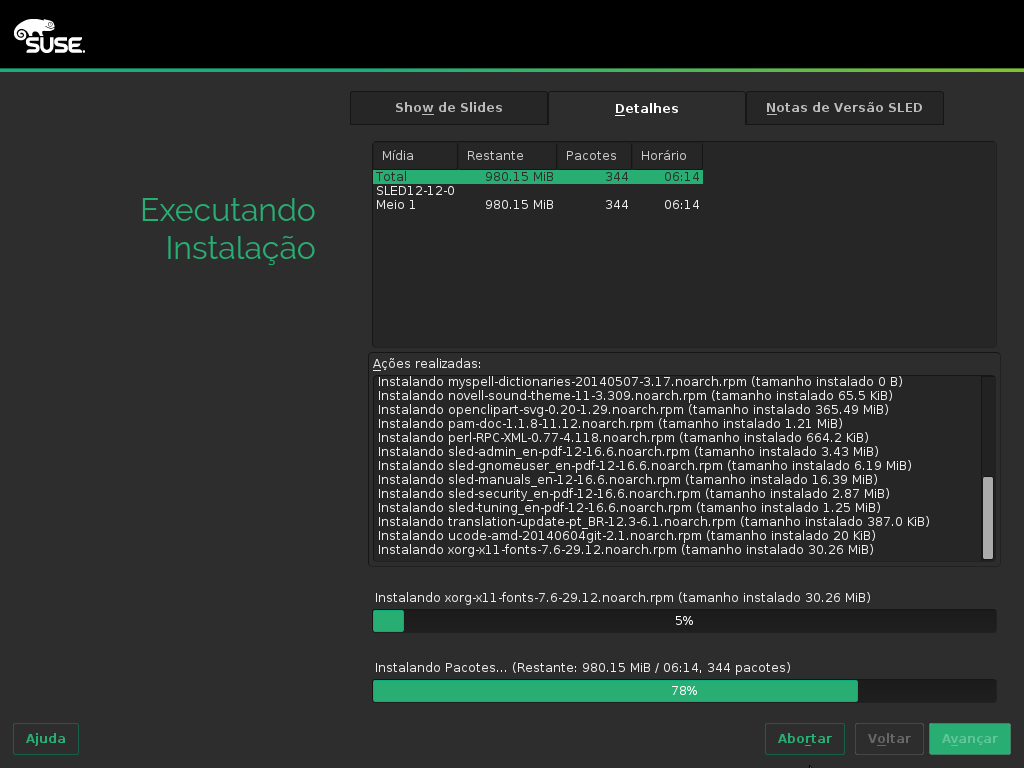 SUSE.
Show de Slides
Detalhes
Notas de Versão SLED
Executando
Instalação
Mídia Restante Pacotes Horário
Total 980.15 MiB 344 06:14
SLED12-12-0
Meio 1 980.15 MiB 344 06:14
Ações realizadas:
Instalando myspell-dictionaries-20140507-3.17.noarch.rpm (tamanho instalado 0 B)
Instalando novell-sound-theme-11-3.309.noarch.rpm (tamanho instalado 65.5 KiB)
Instalando openclipart-svg-0.20-1.29.noarch.rpm (tamanho instalado 365.49 MiB)
Instalando pam-doc-1.1.8-11.12.noarch.rpm (tamanho instalado 1.21 MiB)
Instalando perl-RPC-XML-0.77-4.118.noarch.rpm (tamanho instalado 664.2 KiB)
Instalando sled-admin_en-pdf-12-16.6.noarch.rpm (tamanho instalado 3.43 MiB)
Instalando sled-gnomeuser_en-pdf-12-16.6.noarch.rpm (tamanho instalado 6.19 MiB)
Instalando sled-manuals_en-12-16.6.noarch.rpm (tamanho instalado 16.39 MiB)
Instalando sled-security_en-pdf-12-16.6.noarch.rpm (tamanho instalado 2.87 MiB)
Instalando sled-tuning_en-pdf-12-16.6.noarch.rpm (tamanho instalado 1.25 MiB)
Instalando translation-update-pt_BR-12.3-6.1.noarch.rpm (tamanho instalado 387.0 KiB)
Instalando ucode-amd-20140604git-2.1.noarch.rpm (tamanho instalado 20 KiB)
Instalando xorg-x11-fonts-7.6-29.12.noarch.rpm (tamanho instalado 30.26 MiB)
Instalando xorg-x11-fonts-7.6-29.12.noarch.rpm (tamanho instalado 30.26 MiB)
5%
Instalando Pacotes... (Restante: 980.15 MiB / 06:14, 344 pacotes)
78%
Ajuda
Abortar
Voltar
Avançar